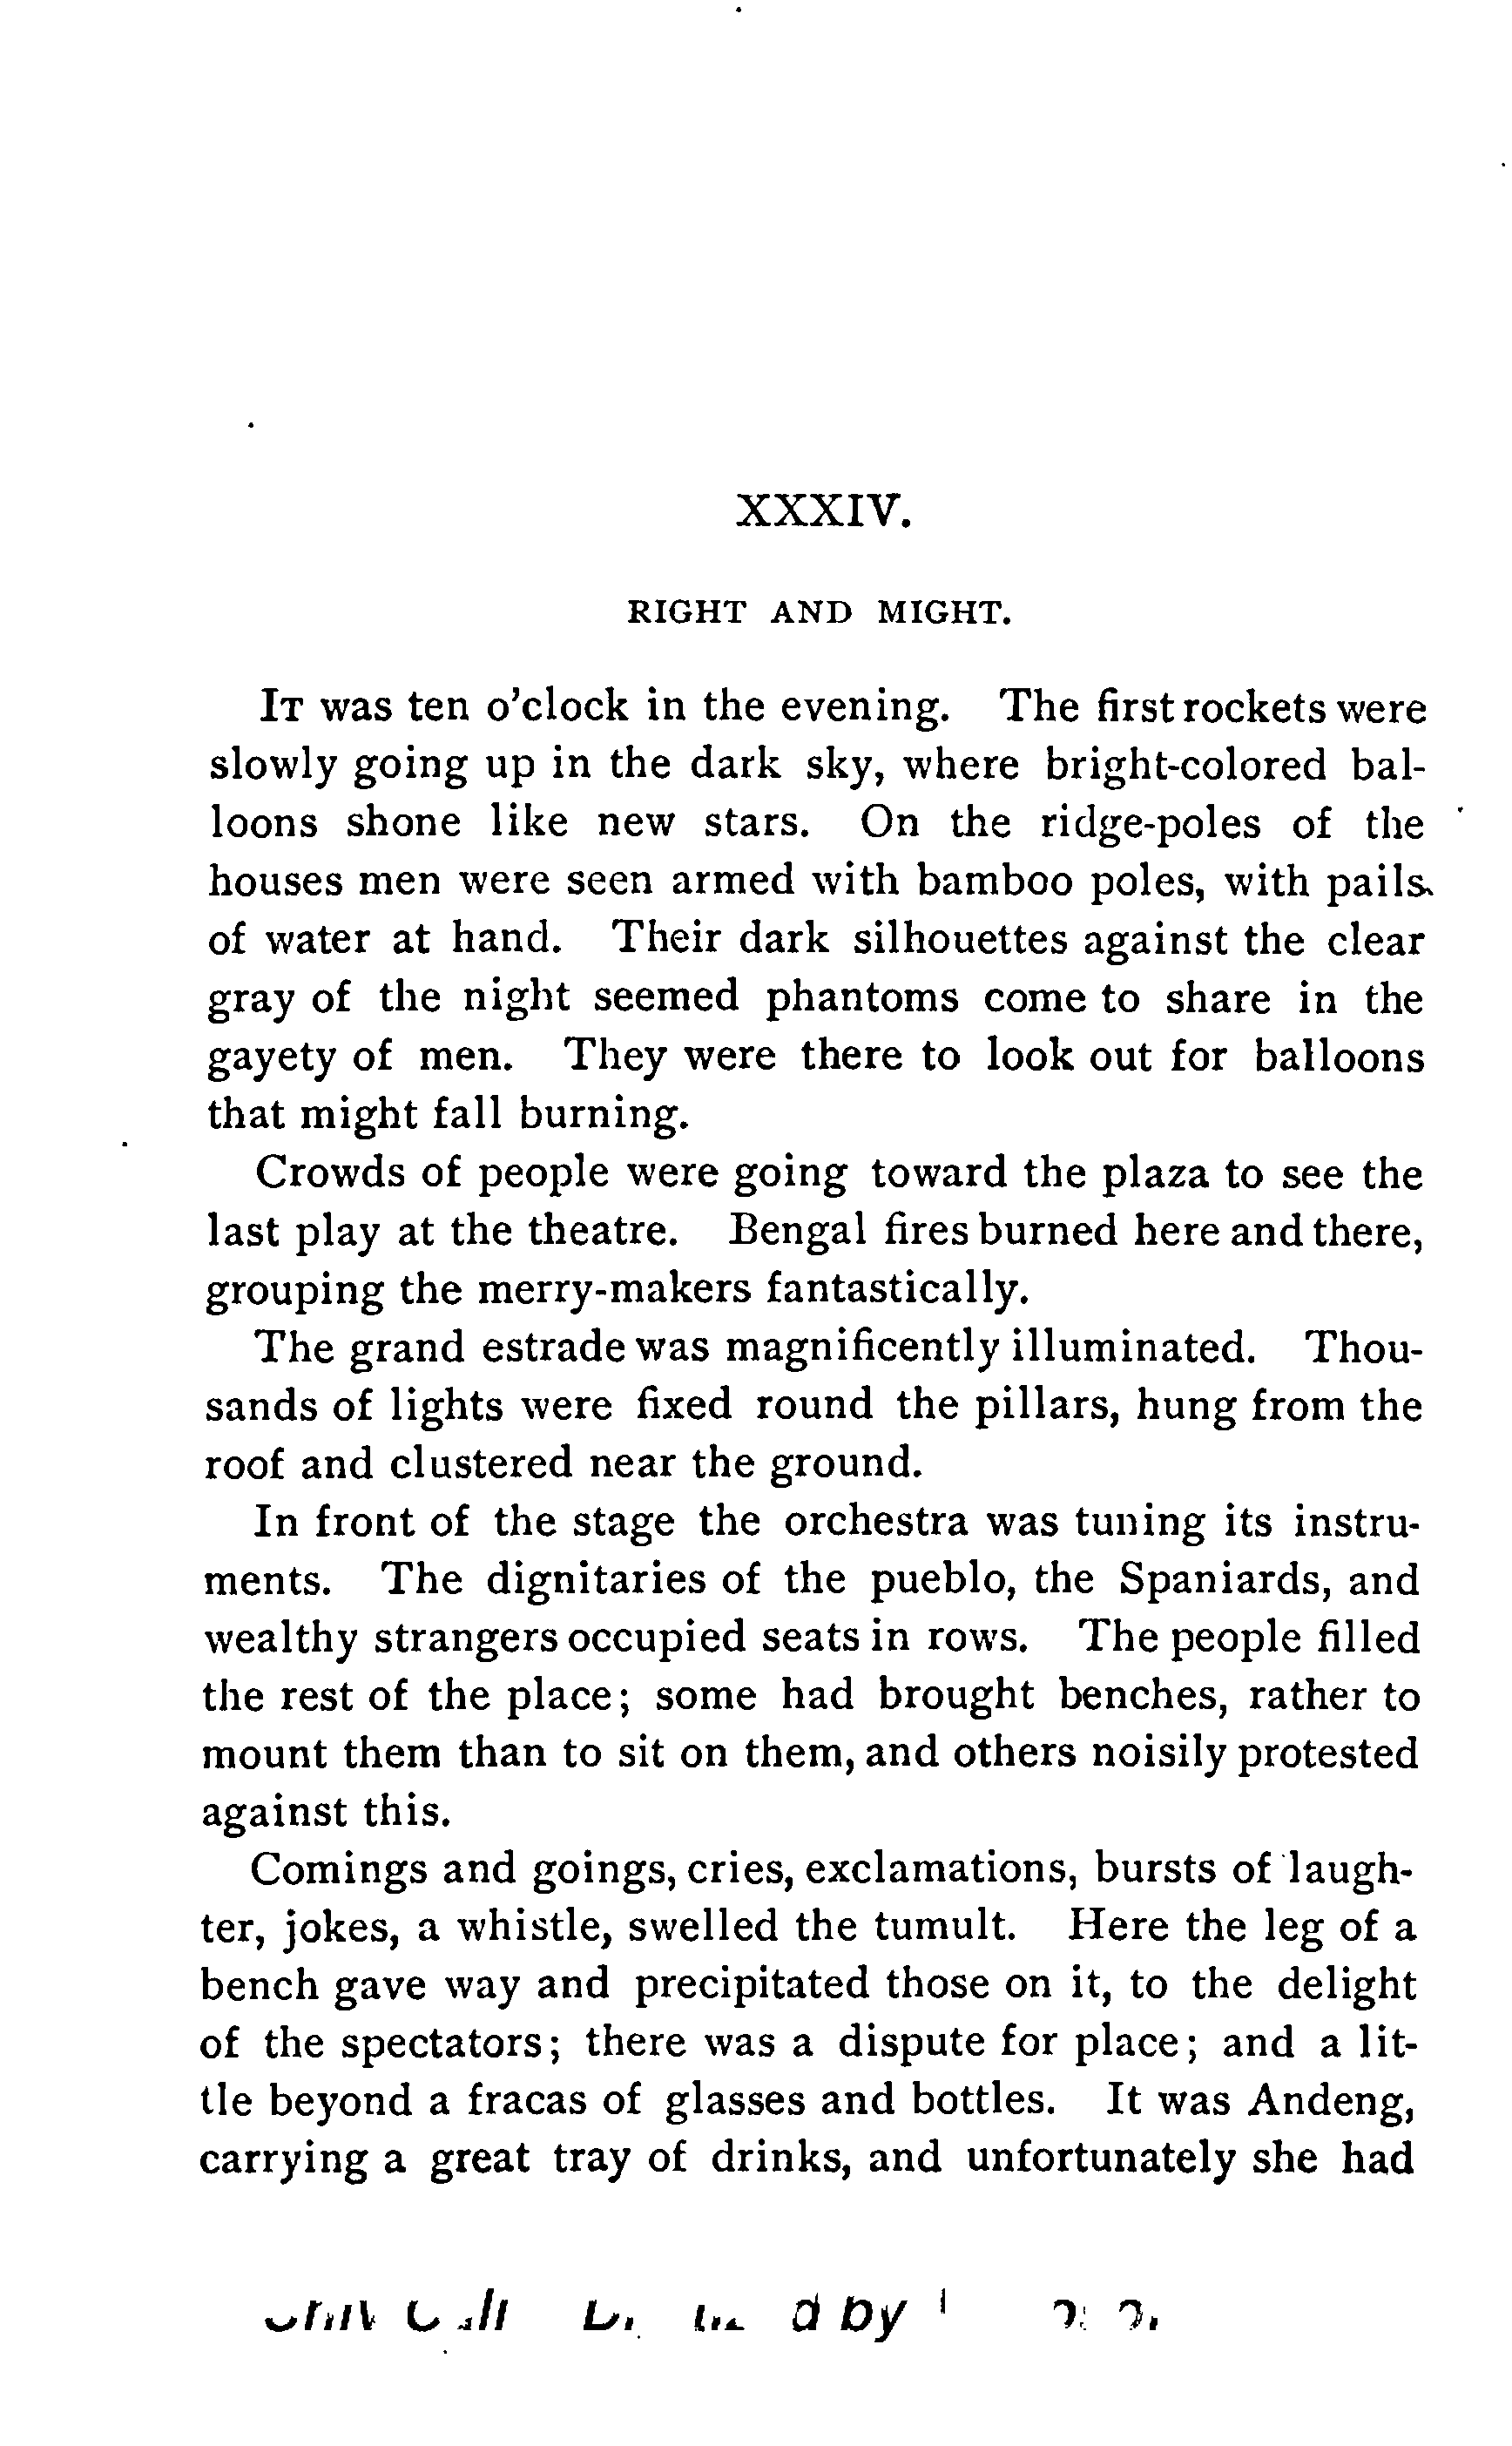 XXXIV.
RIGHT AND MIGHT.
IT was ten o'clock in the evening. The first rockets were
slowly going up in the dark sky, where bright-colored bal-
loons shone like new stars. On the ridge-poles of the
houses men were seen armed with bamboo poles, with pails
of water at hand. Their dark silhouettes against the clear
gray of the night seemed phantoms come to share in the
gayety of men. They were there to look out for balloons
that might fall burning.
Crowds of people were going toward the plaza to see the
last play at the theatre. Bengal fires burned here and there,
grouping the merry-makers fantastically.
The grand estrade was magnificently illuminated. Thou-
sands of lights were fixed round the pillars, hung from the
roof and clustered near the ground.
In front of the stage the orchestra was tuning its instru-
ments. The dignitaries of the pueblo, the Spaniards, and
wealthy strangers occupied seats in rows. The people filled
the rest of the place; some had brought benches, rather to
mount them than to sit on them, and others noisily protested
against this.
Comings and goings, cries, exclamations, bursts of laugh-
ter, jokes, a whistle, swelled the tumult. Here the leg of a
bench gave way and precipitated those on it, to the delight
of the spectators; there was a dispute for place; and a lit-
tle beyond a fracas of glasses and bottles. It was Andeng,
carrying a great tray of drinks, and unfortunately she had
by